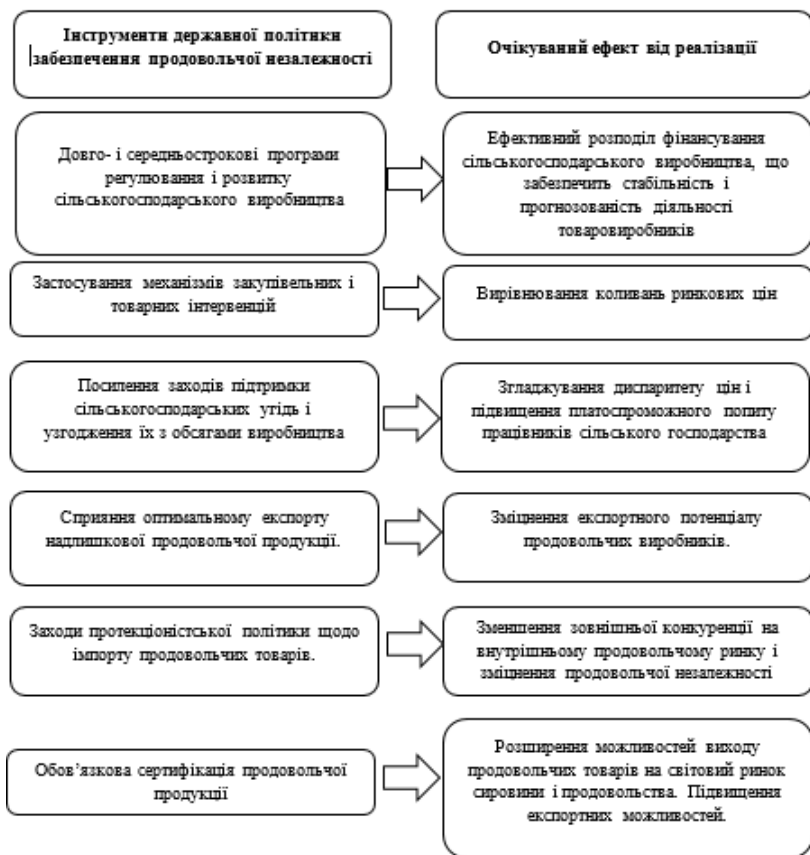 Інструменти державної політики
забезпечення продовольчої незалежності
Очікуваний ефект від реалізації
Довго- і середньострокові програми
регулювання і розвитку
сільськогосподарського виробництва
Ефективний розподіл фінансування
сільськогосподарського виробництва, що
забезпечить стабільність і
прогнозованість діяльності
товаровиробників
Застосування механізмів закупівельних і
товарних інтервенцій
Вирівнювання коливань ринкових цін
Посилення заходів підтримки
сільськогосподарських угідь і
узгодження їх з обсягами виробництва
Згладжування диспаритету цін і
підвищення платоспроможного попиту
працівників сільського господарства
Сприяння оптимальному експорту
надлишкової продовольчої продукції.
Зміцнення експортного потенціалу
продовольчих виробників.
Заходи протекціоністської політики щодо
імпорту продовольчих товарів.
Зменшення зовнішньої конкуренції на
внутрішньому продовольчому ринку і
зміцнення продовольчої незалежності
Обов’язкова сертифікація продовольчої
продукції
Розширення можливостей виходу
продовольчих товарів на світовий ринок
сировини і продовольства. Підвищення
експортних можливостей.